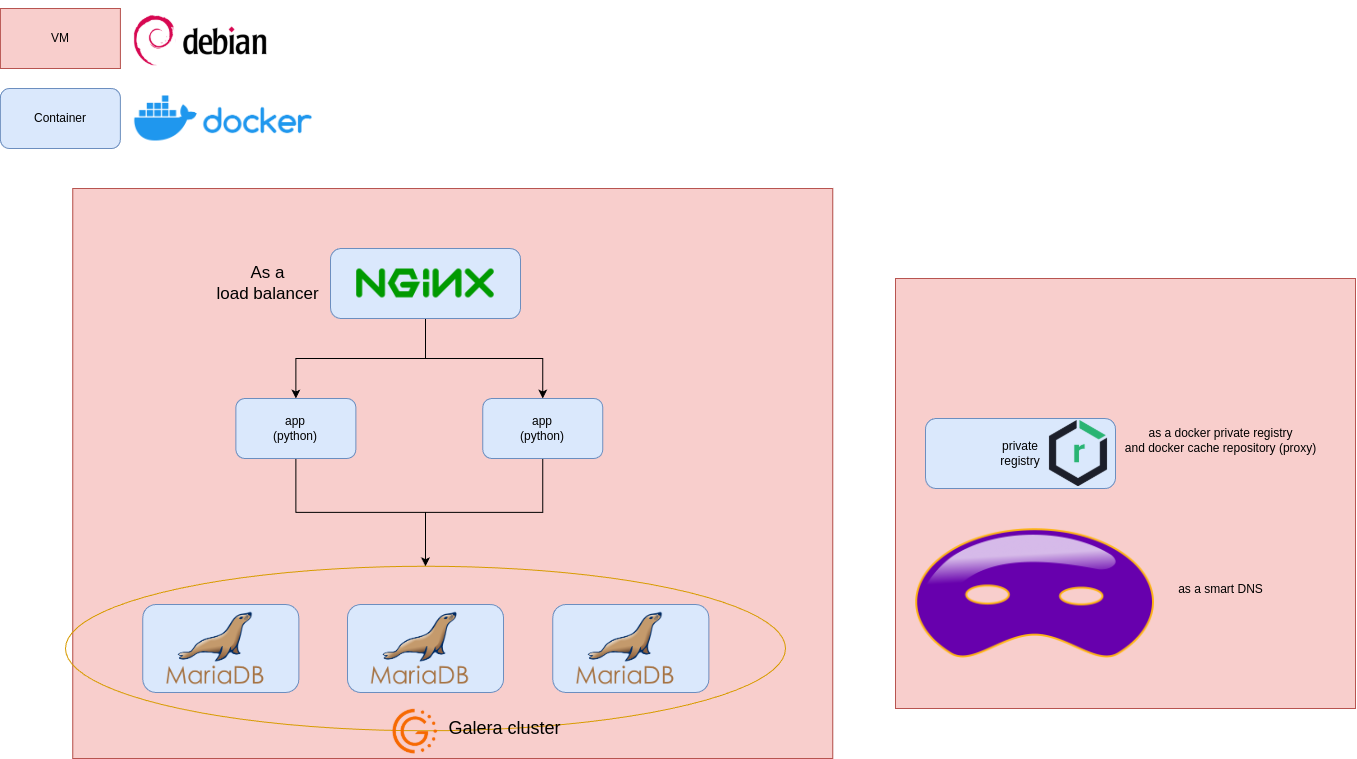 VM
debian
Container
docker
As a
load balancer
NGiNX
app
(python)
app
(python)
MariaDB
MariaDB
MariaDB
Galera cluster
private
registry
r
as a docker private registry
and docker cache repository (proxy)
as a smart DNS